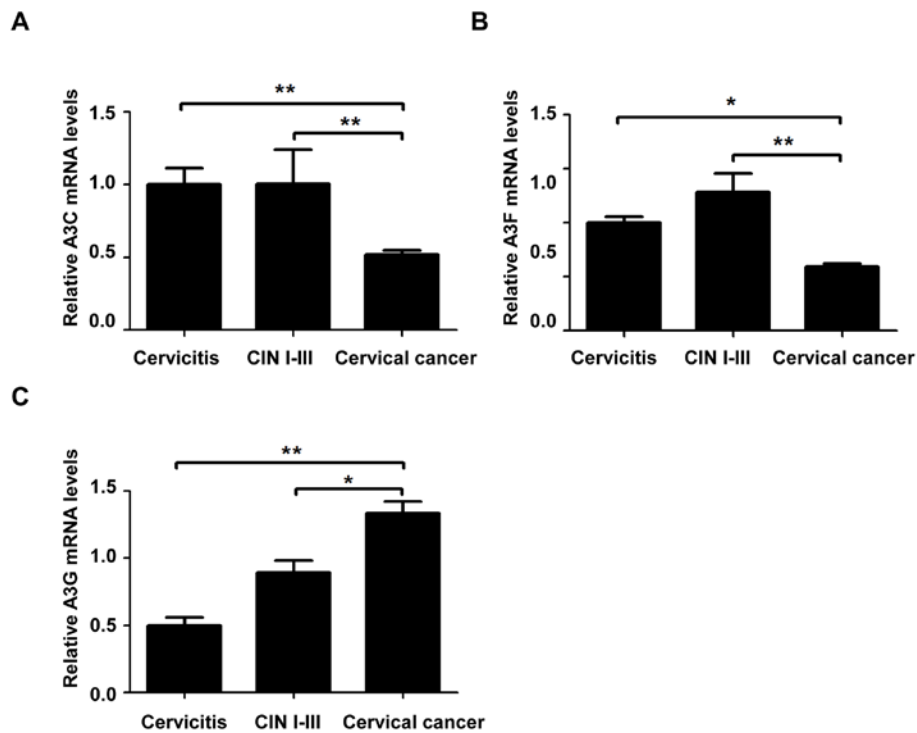 A
Relative A3C mRNA levels
1.5
1.0
0.5
0.0
**
**
Cervicitis CIN I-III Cervical cancer
B
Relative A3F mRNA levels
1.5
1.0
0.5
0.0
*
**
Cervicitis CIN I-III Cervical cancer
C
Relative A3G mRNA levels
1.5
1.0
0.5
0.0
**
*
Cervicitis CIN I-III Cervical cancer